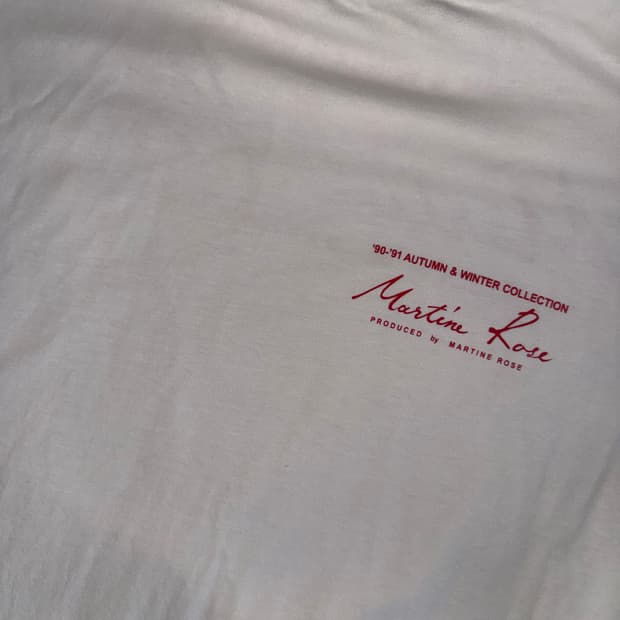 '90-'91 AUTUMN & WINTER COLLECTION
Martine Rose
PRODUCED by MARTINE ROSE